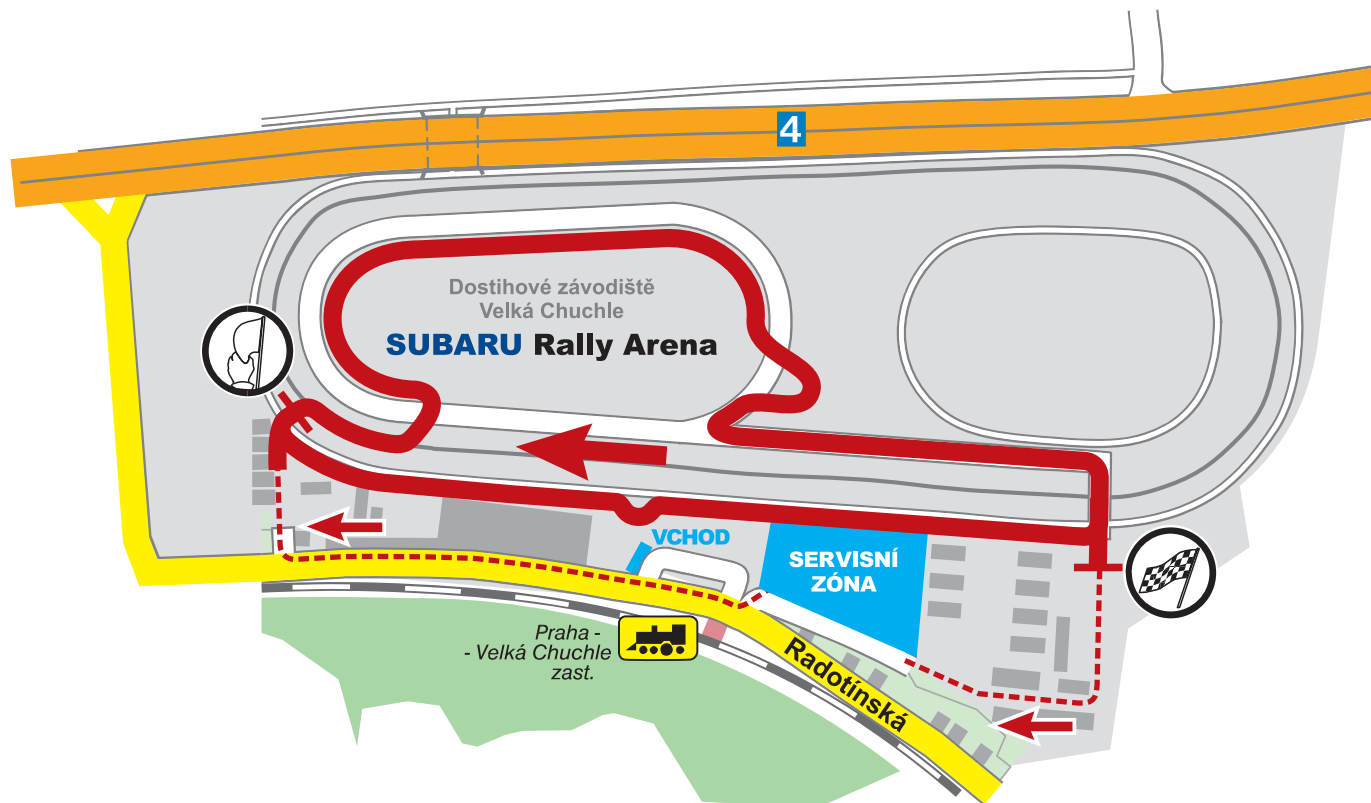 4
Dostihové závodiště
Velká Chuchle
SUBARU Rally Arena
VCHOD
SERVISNÍ
ZÓNA
Praha -
- Velká Chuchle
zast.
Radotínská